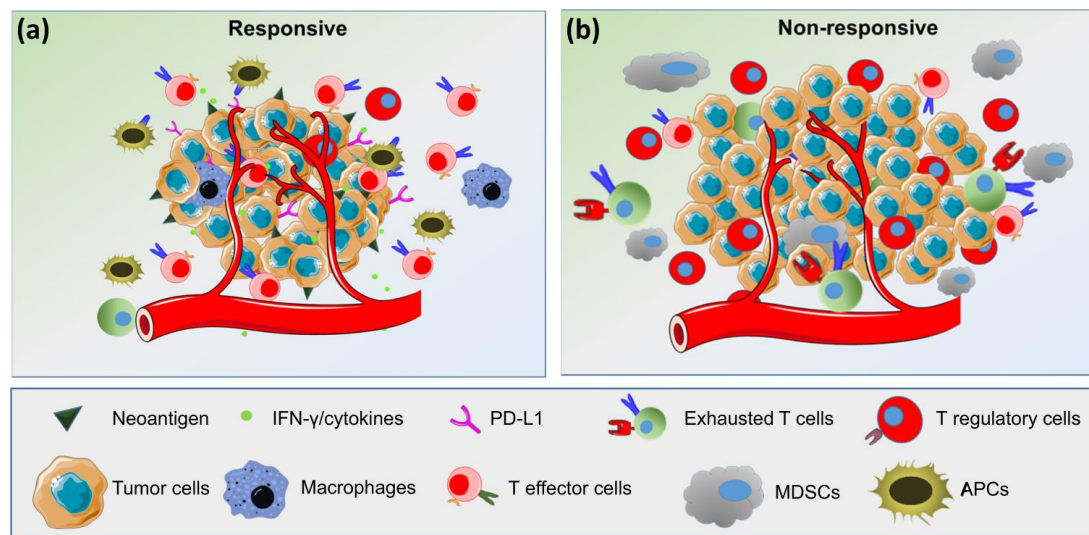 (a)
Responsive
(b)
Non-responsive
Neoantigen
IFN-γ/cytokines
PD-L1
Exhausted T cells
T regulatory cells
Tumor cells
Macrophages
T effector cells
MDSCs
APCs